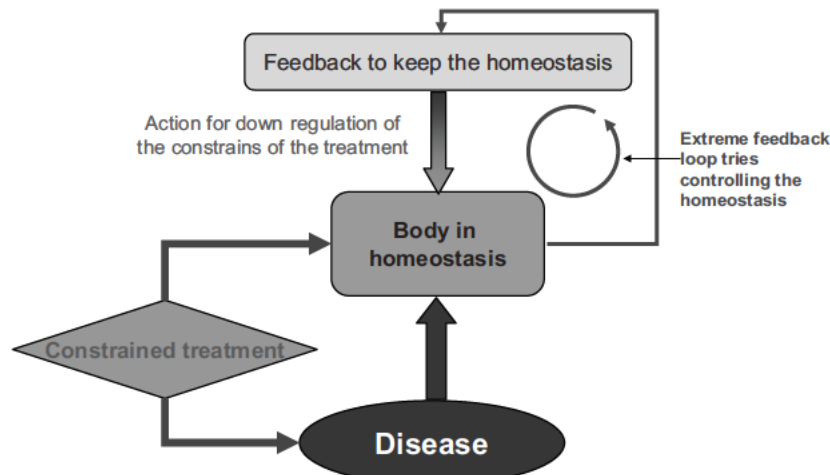 Feedback to keep the homeostasis
Action for down regulation of
the constrains of the treatment
Extreme feedback
loop tries
controlling the
homeostasis
Body in
homeostasis
Constrained treatment
Disease